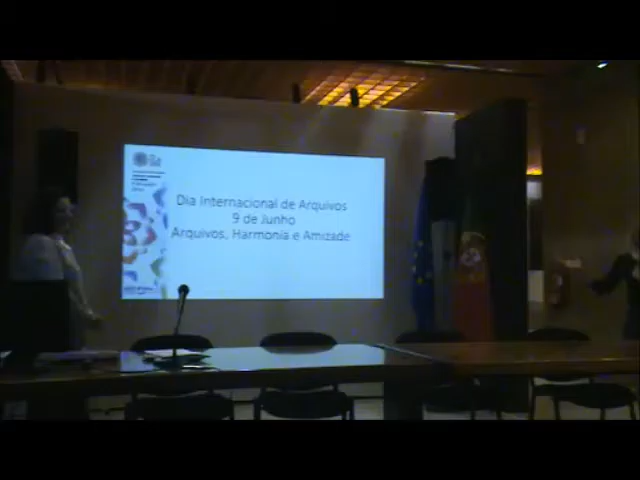 Dia Internacional de Arquivos
9 de Junho
Arquivos, Harmonia e Amizade